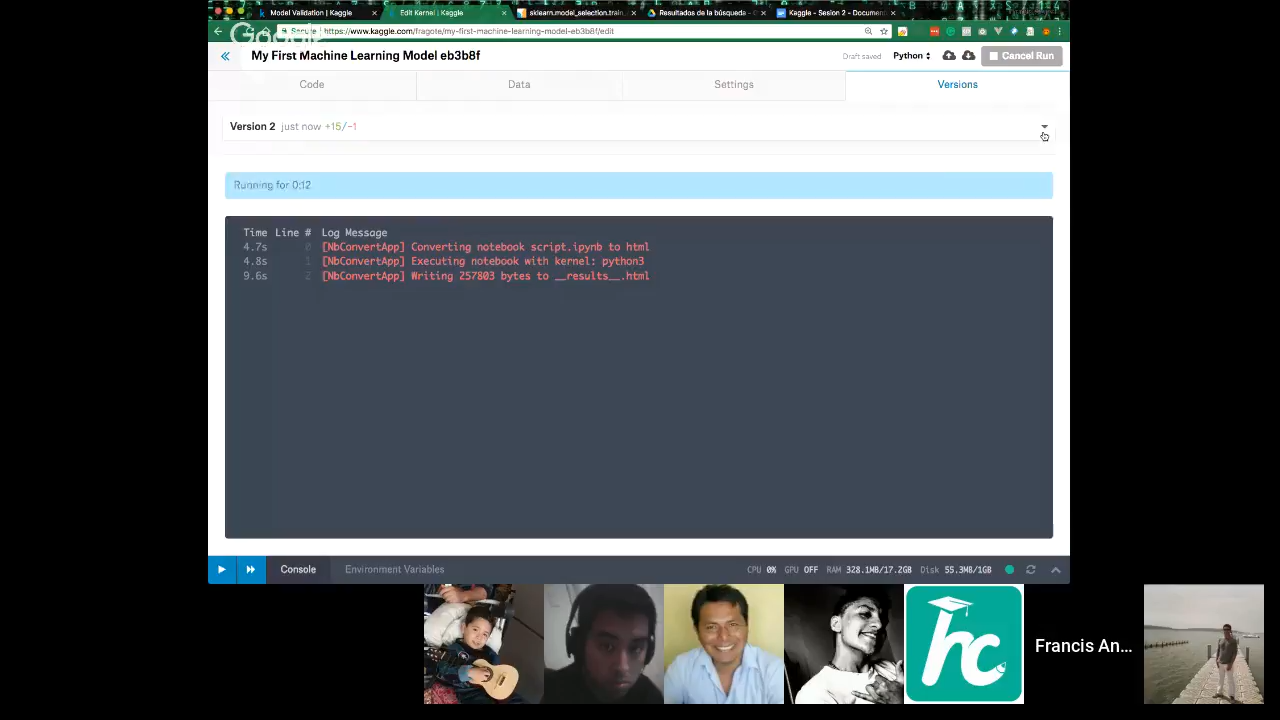 Model Validation | Kaggle
Edit Kernel | Kaggle
sklearn.model_selection.train_
Resultados de la búsqueda -
Kaggle - Sesion 2 - Docume
Secure
https://www.kaggle.com/fragote/my-first-machine-learning-model-eb3b8f/edit
Google
My First Machine Learning Model eb3b8f
Draft saved
Python
Cancel Run
Code
Data
Settings
Versions
Version 2 just now +15/-1
Running for 0:12
Time Line # Log Message
4.7s 0 [NbConvertApp] Converting notebook script.ipynb to html
4.8s 1 [NbConvertApp] Executing notebook with kernel: python3
9.6s 2 [NbConvertApp] Writing 257803 bytes to __results__.html
Console
Environment Variables
CPU 0% GPU OFF RAM 328.1MB/17.2GB Disk 55.3MB/1GB
hc
Francis An...